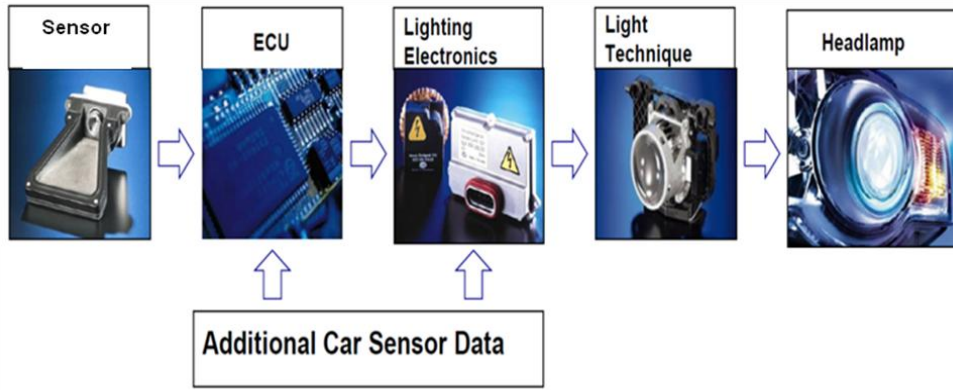 Sensor
ECU
Lighting
Electronics
Light
Technique
Headlamp
Additional Car Sensor Data